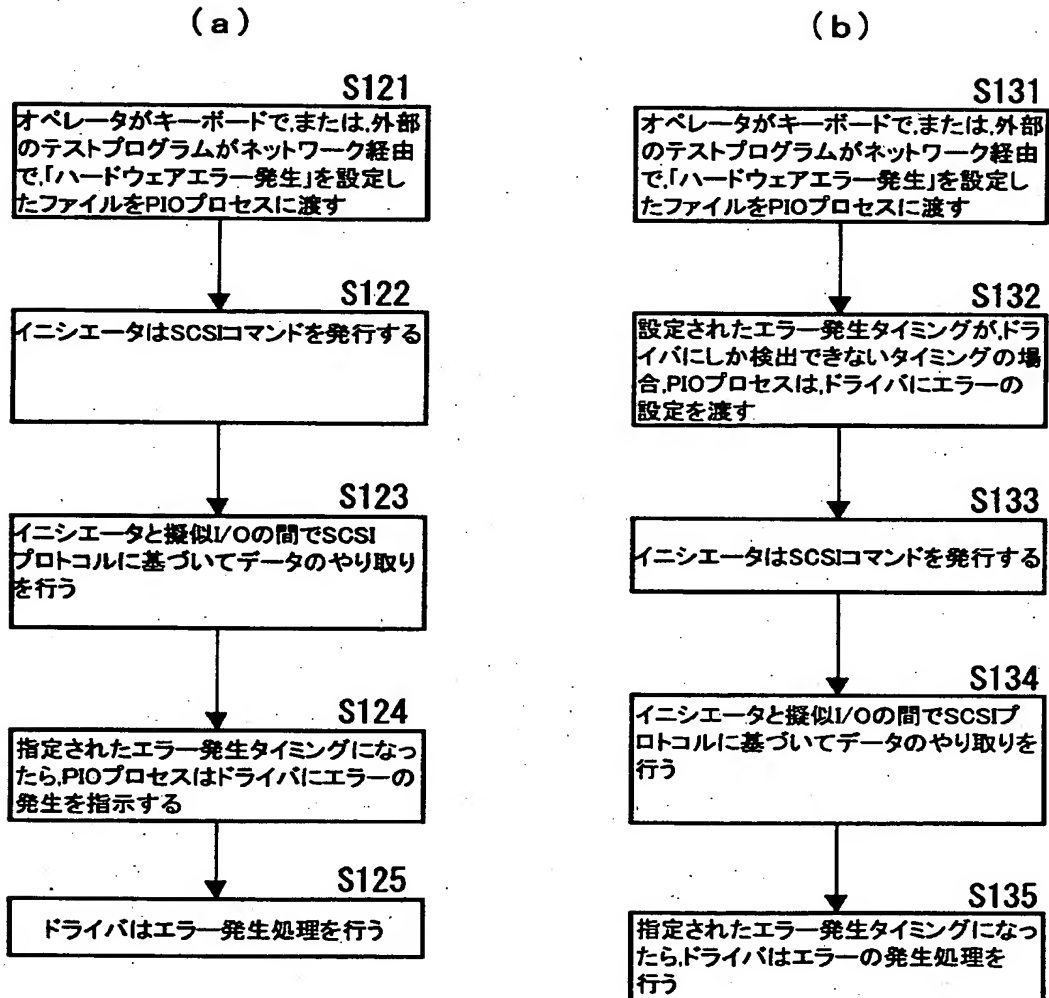 (a)
S121
オペレータがキーボードで,または,外部
のテストプログラムがネットワーク経由
で,「ハードウェアエラー発生」を設定し
たファイルをPIOプロセスに渡す
S122
イニシエータはSCSIコマンドを発行する
S123
イニシエータと擬似I/Oの間でSCSI
プロトコルに基づいてデータのやり取り
を行う
S124
指定されたエラー発生タイミングになっ
たら,PIOプロセスはドライバにエラーの
発生を指示する
S125
ドライバはエラー発生処理を行う
(b)
S131
オペレータがキーボードで,または,外部
のテストプログラムがネットワーク経由
で,「ハードウェアエラー発生」を設定し
たファイルをPIOプロセスに渡す
S132
設定されたエラー発生タイミングが,ドラ
イバにしか検出できないタイミングの場
合,PIOプロセスは,ドライバにエラーの
設定を渡す
S133
イニシエータはSCSIコマンドを発行する
S134
イニシエータと擬似I/Oの間でSCSIプ
ロトコルに基づいてデータのやり取りを
行う
S135
指定されたエラー発生タイミングになっ
たら,ドライバはエラーの発生処理を
行う